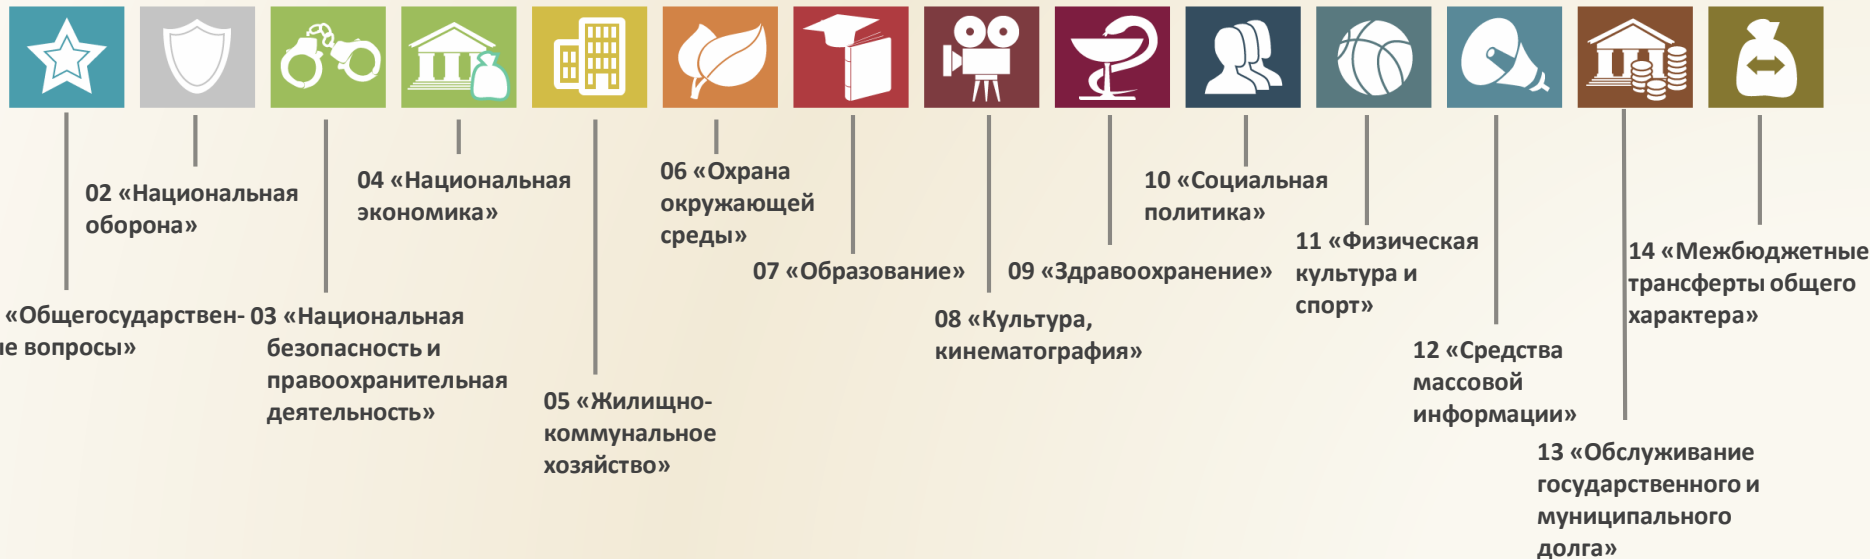 «Общегосударствен-
вопросы»
02 «Национальная
оборона»
03 «Национальная
безопасность и
правоохранительная
деятельность»
04 «Национальная
экономика»
05 «Жилищно-
коммунальное
хозяйство»
06 «Охрана
окружающей
среды»
07 «Образование»
08 «Культура,
кинематография»
09 «Здравоохранение»
10 «Социальная
политика»
11 «Физическая
культура и
спорт»
12 «Средства
массовой
информации»
13 «Обслуживание
государственного и
муниципального
долга»
14 «Межбюджетные
трансферты общего
характера»